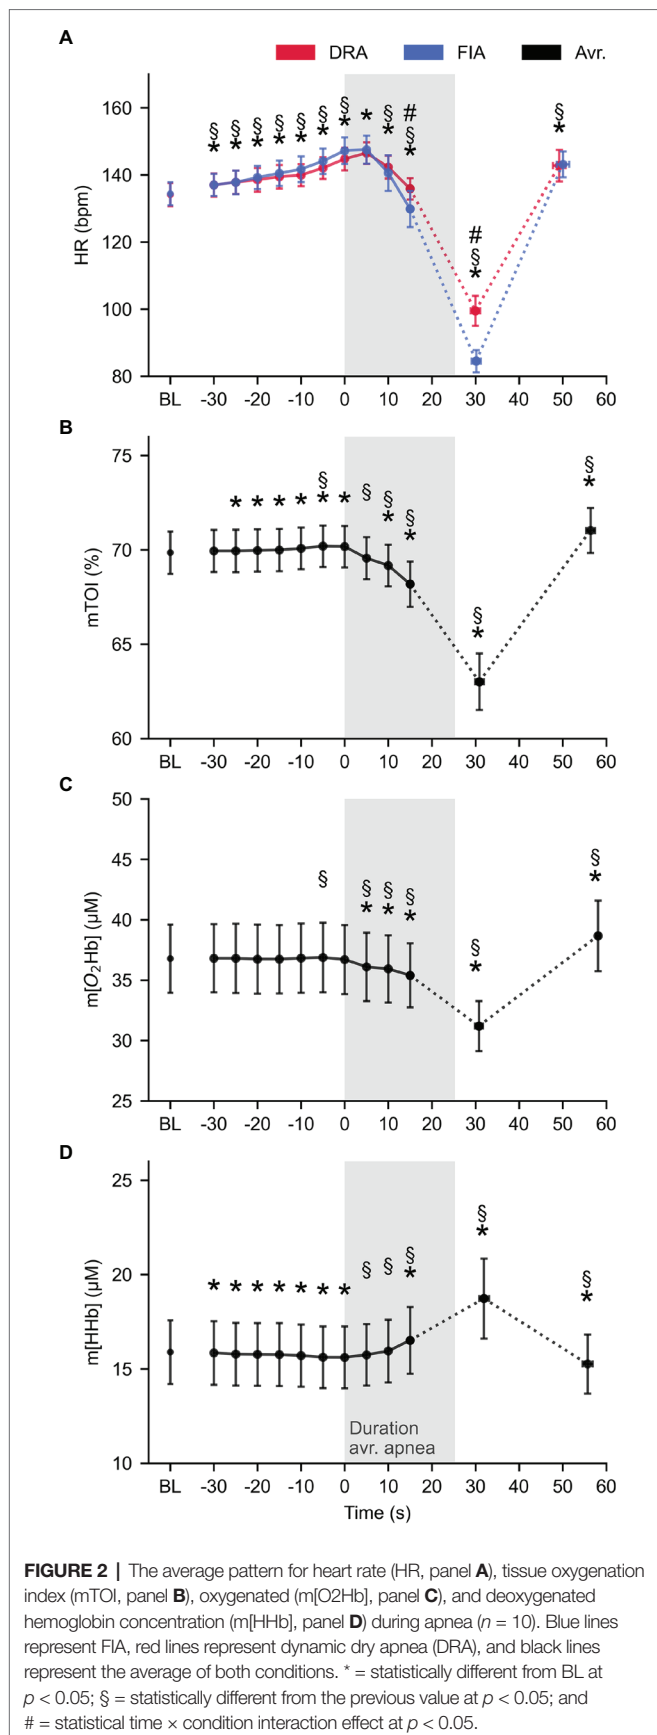 A
DRA FIA Avr.
160
140
120
100
80
HR (bpm)
§ § § § § § § § #
* * * * * * * * * § *
#
§
*
§
*
BL -30 -20 -10 0 10 20 30 40 50 60
B
75
70
65
60
mTOI (%)
§ § § §
* * * * * * * *
§
*
§
*
BL -30 -20 -10 0 10 20 30 40 50 60
C
50
45
40
35
30
25
m[O₂Hb] (µM)
§ § § §
* * *
§
*
§
*
BL -30 -20 -10 0 10 20 30 40 50 60
D
25
20
15
10
m[HHb] (µM)
* * * * * * * § § §
*
§
*
§
*
Duration
avr. apnea
BL -30 -20 -10 0 10 20 30 40 50 60
Time (s)
FIGURE 2 | The average pattern for heart rate (HR, panel A), tissue oxygenation
index (mTOI, panel B), oxygenated (m[O2Hb], panel C), and deoxygenated
hemoglobin concentration (m[HHb], panel D) during apnea (n = 10). Blue lines
represent FIA, red lines represent dynamic dry apnea (DRA), and black lines
represent the average of both conditions. * = statistically different from BL at
p < 0.05; § = statistically different from the previous value at p < 0.05; and
# = statistical time × condition interaction effect at p < 0.05.